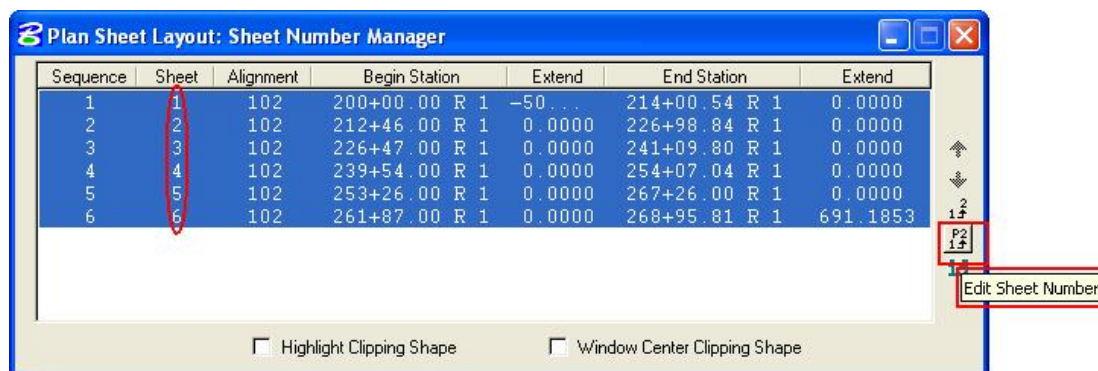 Plan Sheet Layout: Sheet Number Manager
Sequence Sheet Alignment Begin Station Extend End Station Extend
1 1 102 200+00.00 R 1 -50... 214+00.54 R 1 0.0000
2 2 102 212+46.00 R 1 0.0000 226+98.84 R 1 0.0000
3 3 102 226+47.00 R 1 0.0000 241+09.80 R 1 0.0000
4 4 102 239+54.00 R 1 0.0000 254+07.04 R 1 0.0000
5 5 102 253+26.00 R 1 0.0000 267+26.00 R 1 0.0000
6 6 102 261+87.00 R 1 0.0000 268+95.81 R 1 691.1853
2
1
P2
1
Edit Sheet Number
Highlight Clipping Shape Window Center Clipping Shape